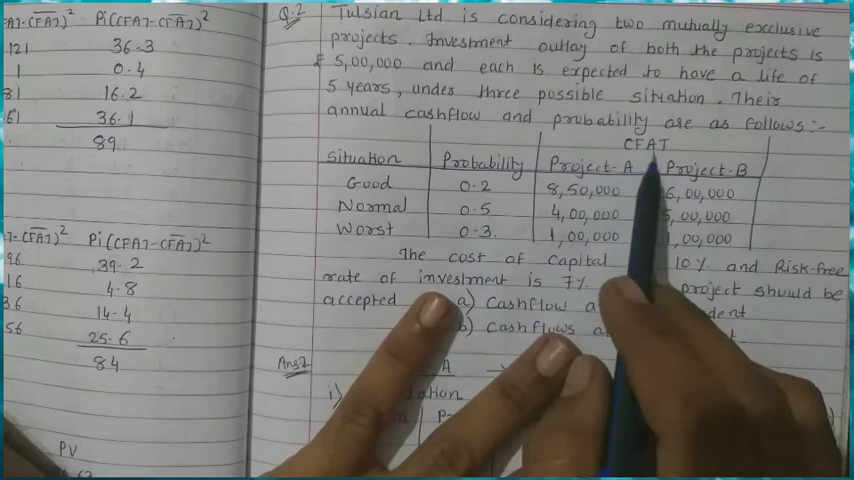 (CFAT-C̅F̅A̅T̅)² Pi(CFAT-C̅F̅A̅T̅)²
121 36.3
1 0.4
81 16.2
361 36.1
89
Pi(CFAT-C̅F̅A̅T̅)²
39.2
4.8
14.4
25.6
84
PV
Q.2 Tulsian Ltd. is considering two mutually exclusive
projects. Investment outlay of both the projects is
₹ 5,00,000 and each is expected to have a life of
5 years, under three possible situation. Their
annual cashflow and probability are as follows:-
CFAT
Situation Probability Project-A Project-B
Good 0.2 8,50,000 6,00,000
Normal 0.5 4,00,000 5,00,000
Worst 0.3 1,00,000 1,00,000
The cost of capital 10% and Risk-free
rate of investment is 7%. project should be
accepted a) Cashflow
b) Cashflows
Ans
A
i)